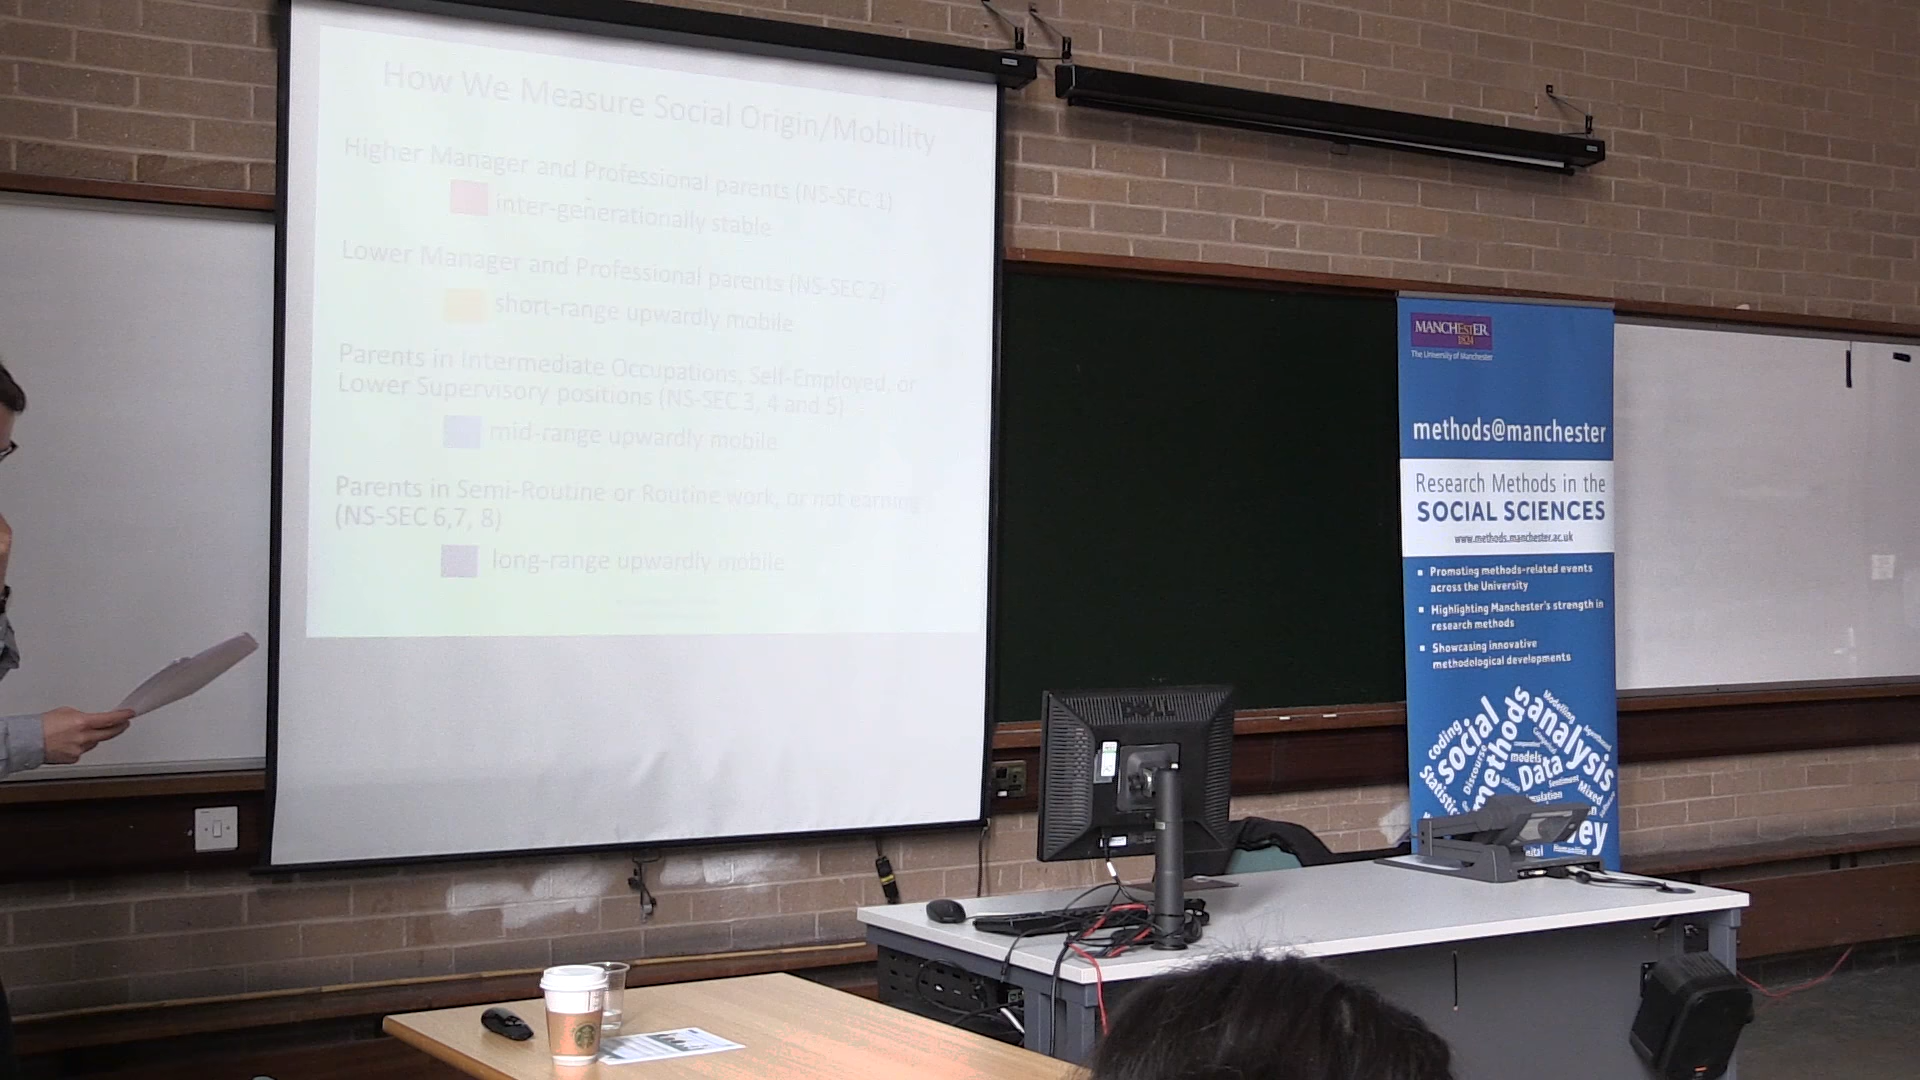 How We Measure Social Origin/Mobility
Higher Manager and Professional parents (NS-SEC 1)
inter-generationally stable
Lower Manager and Professional parents (NS-SEC 2)
short-range upwardly mobile
Parents in Intermediate Occupations, Self-Employed, or
Lower Supervisory positions (NS-SEC 3, 4 and 5)
mid-range upwardly mobile
Parents in Semi-Routine or Routine work, or not earning
(NS-SEC 6,7, 8)
long-range upwardly mobile
MANCHESTER
1824
The University of Manchester
methods@manchester
Research Methods in the
SOCIAL SCIENCES
www.methods.manchester.ac.uk
Promoting methods-related events
across the University
Highlighting Manchester's strength in
research methods
Showcasing innovative
methodological developments
coding
social
methods
analysis
Modelling
Discourse
models
Data
Sentiment
Mixed
Statistic
DELL